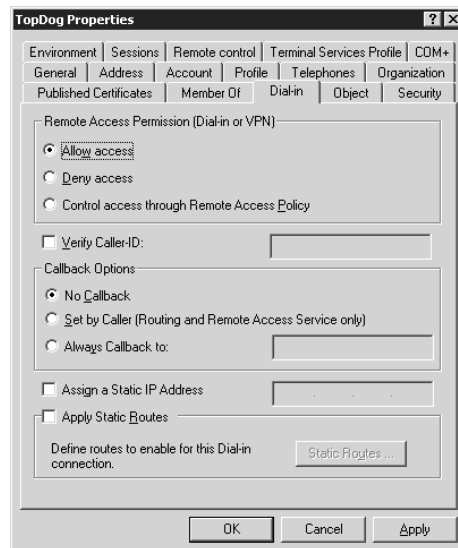 TopDog Properties
Environment Sessions Remote control Terminal Services Profile COM+
General Address Account Profile Telephones Organization
Published Certificates Member Of Dial-in Object Security
Remote Access Permission (Dial-in or VPN)
Allow access
Deny access
Control access through Remote Access Policy
Verify Caller-ID:
Callback Options
No Callback
Set by Caller (Routing and Remote Access Service only)
Always Callback to:
Assign a Static IP Address
Apply Static Routes
Define routes to enable for this Dial-in
connection.
Static Routes ...
OK Cancel Apply